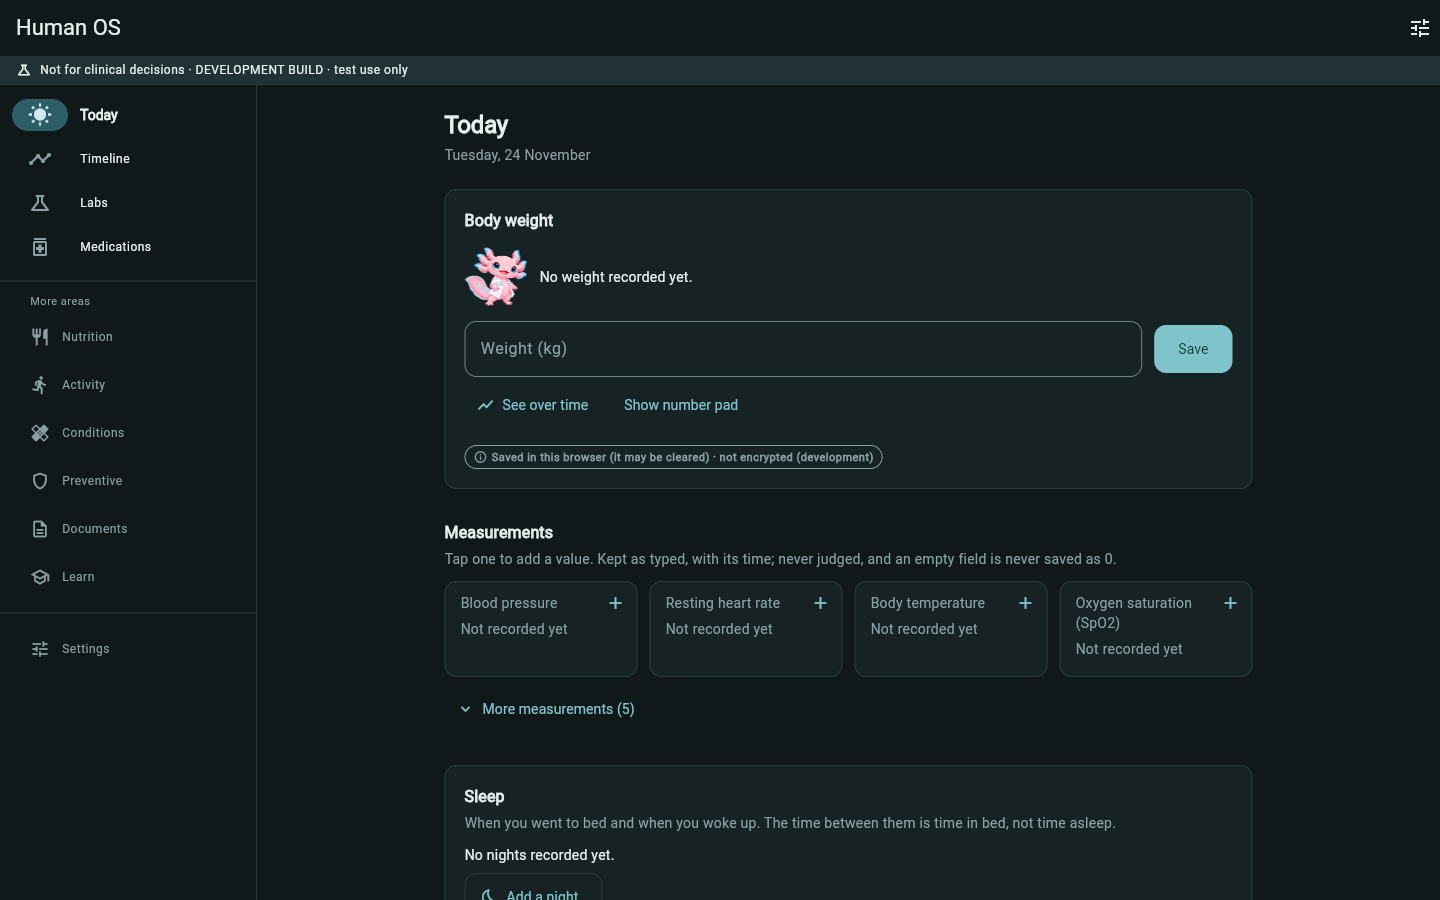 Human OS
Not for clinical decisions · DEVELOPMENT BUILD · test use only
Today
Timeline
Labs
Medications
More areas
Nutrition
Activity
Conditions
Preventive
Documents
Learn
Settings
Today
Tuesday, 24 November
Body weight
No weight recorded yet.
Weight (kg)
Save
See over time
Show number pad
Saved in this browser (it may be cleared) · not encrypted (development)
Measurements
Tap one to add a value. Kept as typed, with its time; never judged, and an empty field is never saved as 0.
Blood pressure
Not recorded yet
Resting heart rate
Not recorded yet
Body temperature
Not recorded yet
Oxygen saturation
(SpO2)
Not recorded yet
More measurements (5)
Sleep
When you went to bed and when you woke up. The time between them is time in bed, not time asleep.
No nights recorded yet.
Add a night